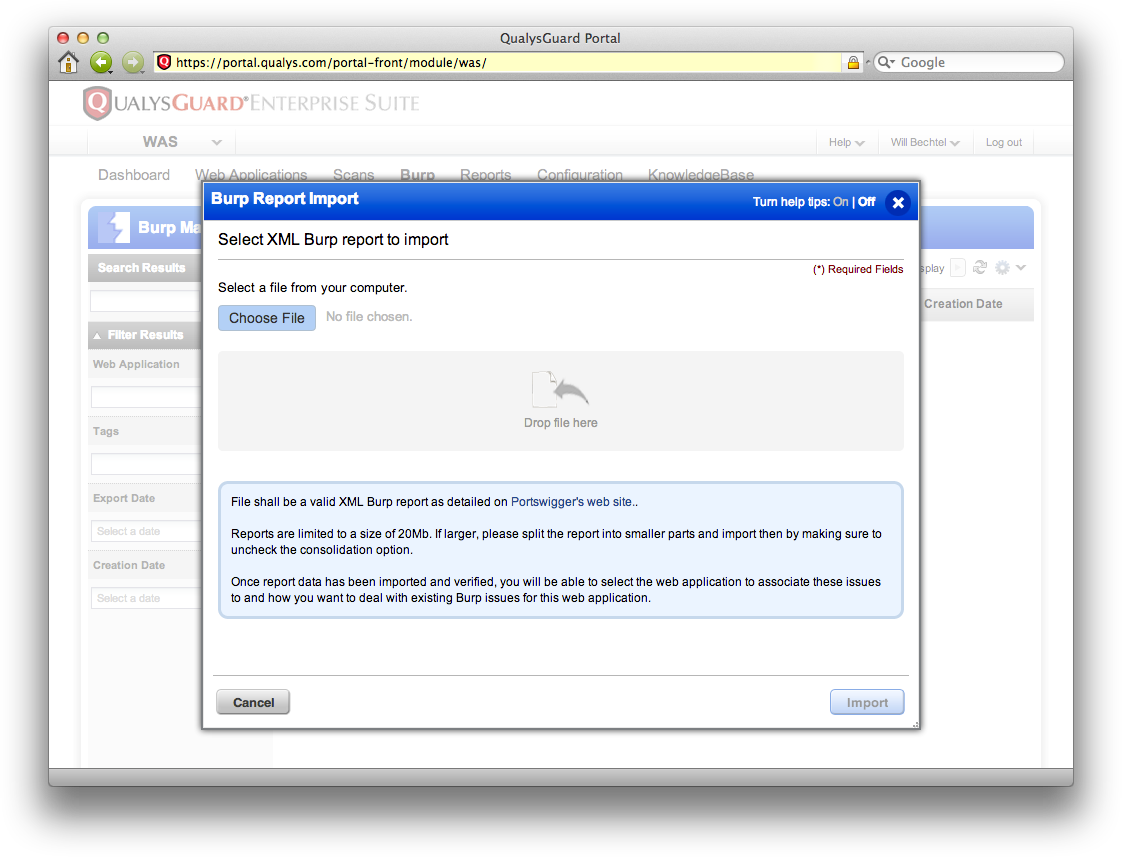 QualysGuard Portal
https://portal.qualys.com/portal-front/module/was/
Google
QUALYSGUARD® ENTERPRISE SUITE
WAS
Help
Will Bechtel
Log out
Dashboard Web Applications Scans Burp Reports Configuration KnowledgeBase
Burp Report Import
Turn help tips: On | Off
Burp Ma
Select XML Burp report to import
Search Results
(*) Required Fields
splay
Select a file from your computer.
Choose File No file chosen.
Creation Date
Filter Results
Web Application
Drop file here
Tags
Export Date
Select a date
Creation Date
Select a date
File shall be a valid XML Burp report as detailed on Portswigger's web site..
Reports are limited to a size of 20Mb. If larger, please split the report into smaller parts and import then by making sure to
uncheck the consolidation option.
Once report data has been imported and verified, you will be able to select the web application to associate these issues
to and how you want to deal with existing Burp issues for this web application.
Cancel
Import